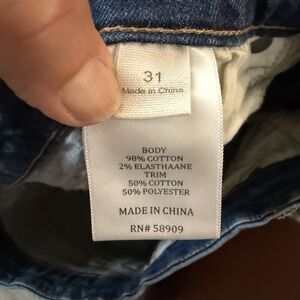 31
Made in China
BODY
98% COTTON
2% ELASTHAANE
TRIM
50% COTTON
50% POLYESTER
MADE IN CHINA
RN# 58909